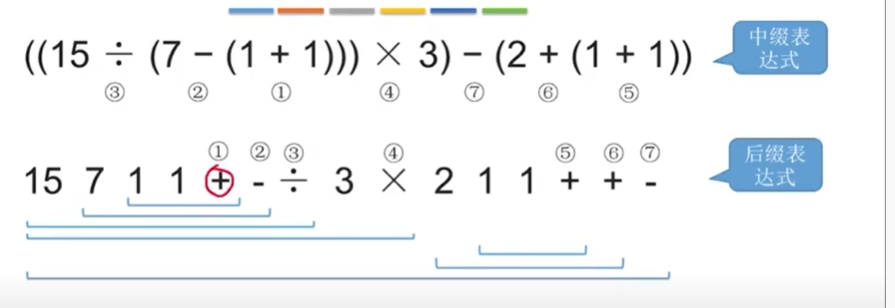 ((15 ÷ (7 − (1 + 1))) × 3) − (2 + (1 + 1))
中缀表
达式
③ ② ① ④ ⑦ ⑥ ⑤
① ② ③ ④ ⑤ ⑥ ⑦
15 7 1 1 + - ÷ 3 × 2 1 1 + + -
后缀表
达式